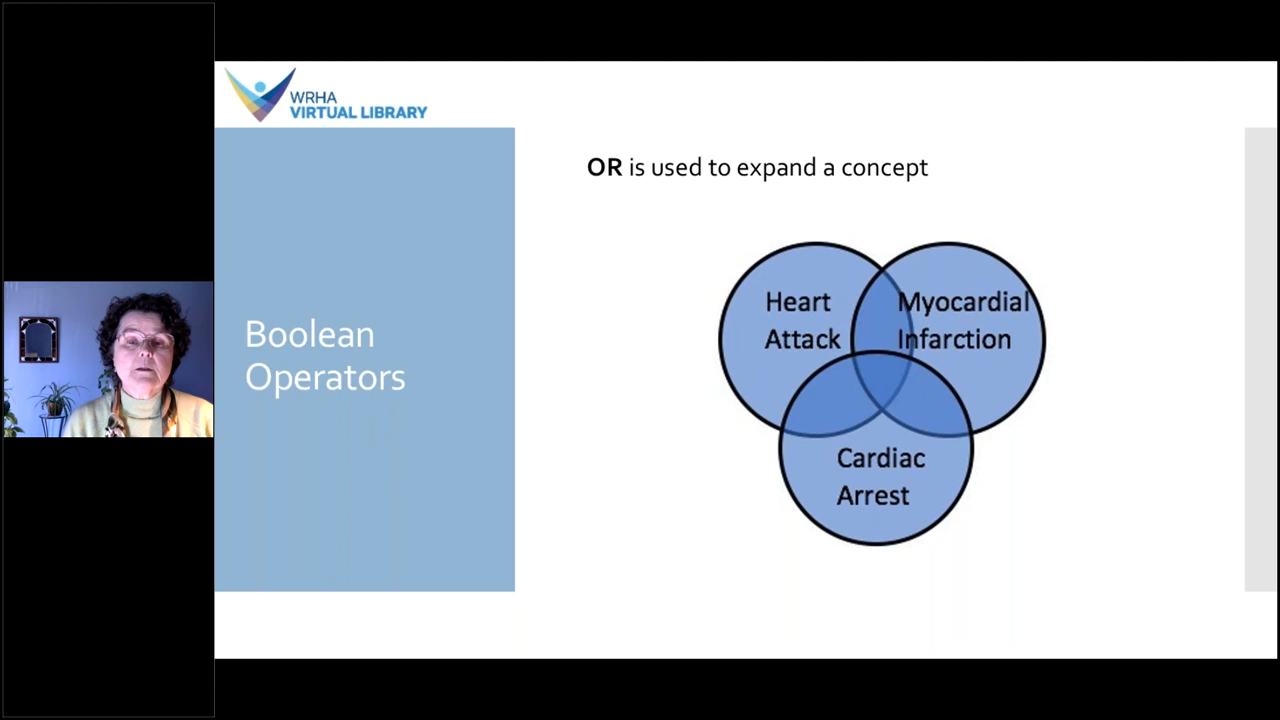 WRHA
VIRTUAL LIBRARY
Boolean
Operators
OR is used to expand a concept
Heart
Attack
Myocardial
Infarction
Cardiac
Arrest